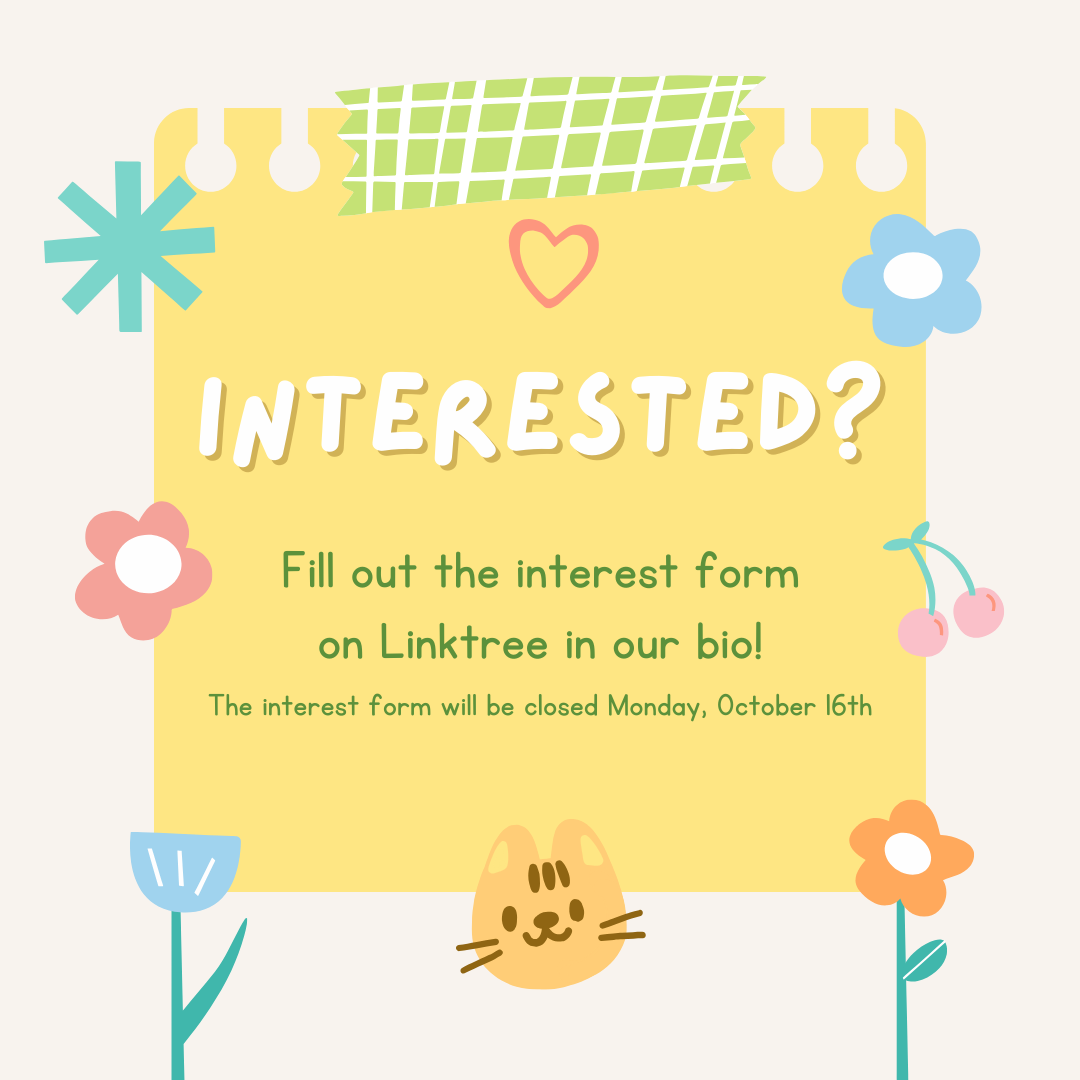 INTERESTED?
Fill out the interest form
on Linktree in our bio!
The interest form will be closed Monday, October 16th